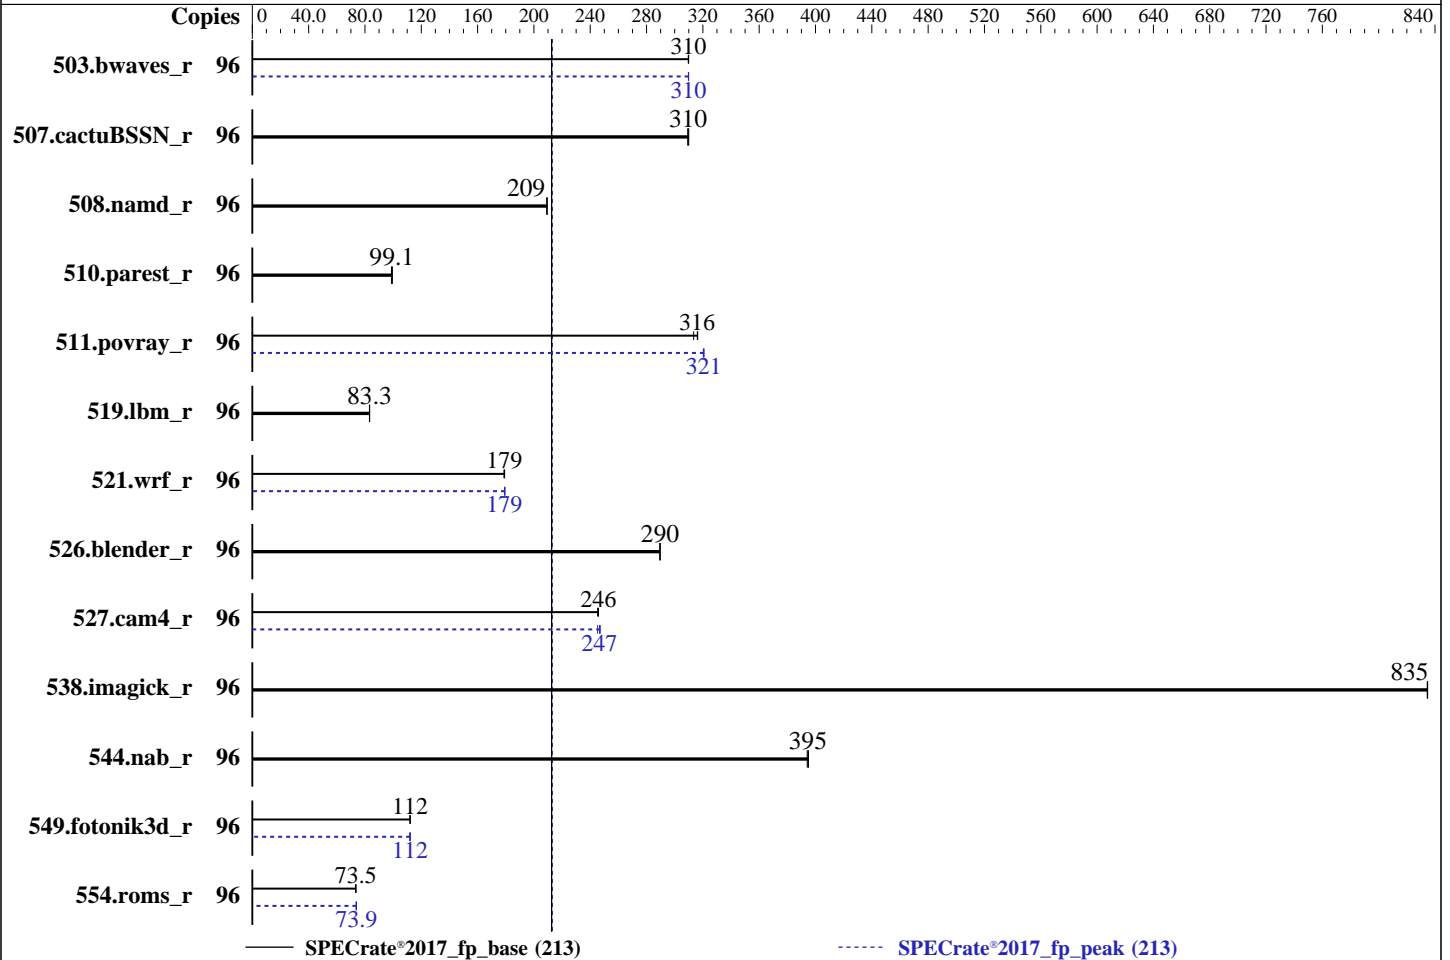 Copies 0 40.0 80.0 120 160 200 240 280 320 360 400 440 480 520 560 600 640 680 720 760 840
503.bwaves_r 96 310
310
507.cactuBSSN_r 96 310
508.namd_r 96 209
510.parest_r 96 99.1
511.povray_r 96 316
321
519.lbm_r 96 83.3
521.wrf_r 96 179
179
526.blender_r 96 290
527.cam4_r 96 246
247
538.imagick_r 96 835
544.nab_r 96 395
549.fotonik3d_r 96 112
112
554.roms_r 96 73.5
73.9
SPECrate®2017_fp_base (213) SPECrate®2017_fp_peak (213)